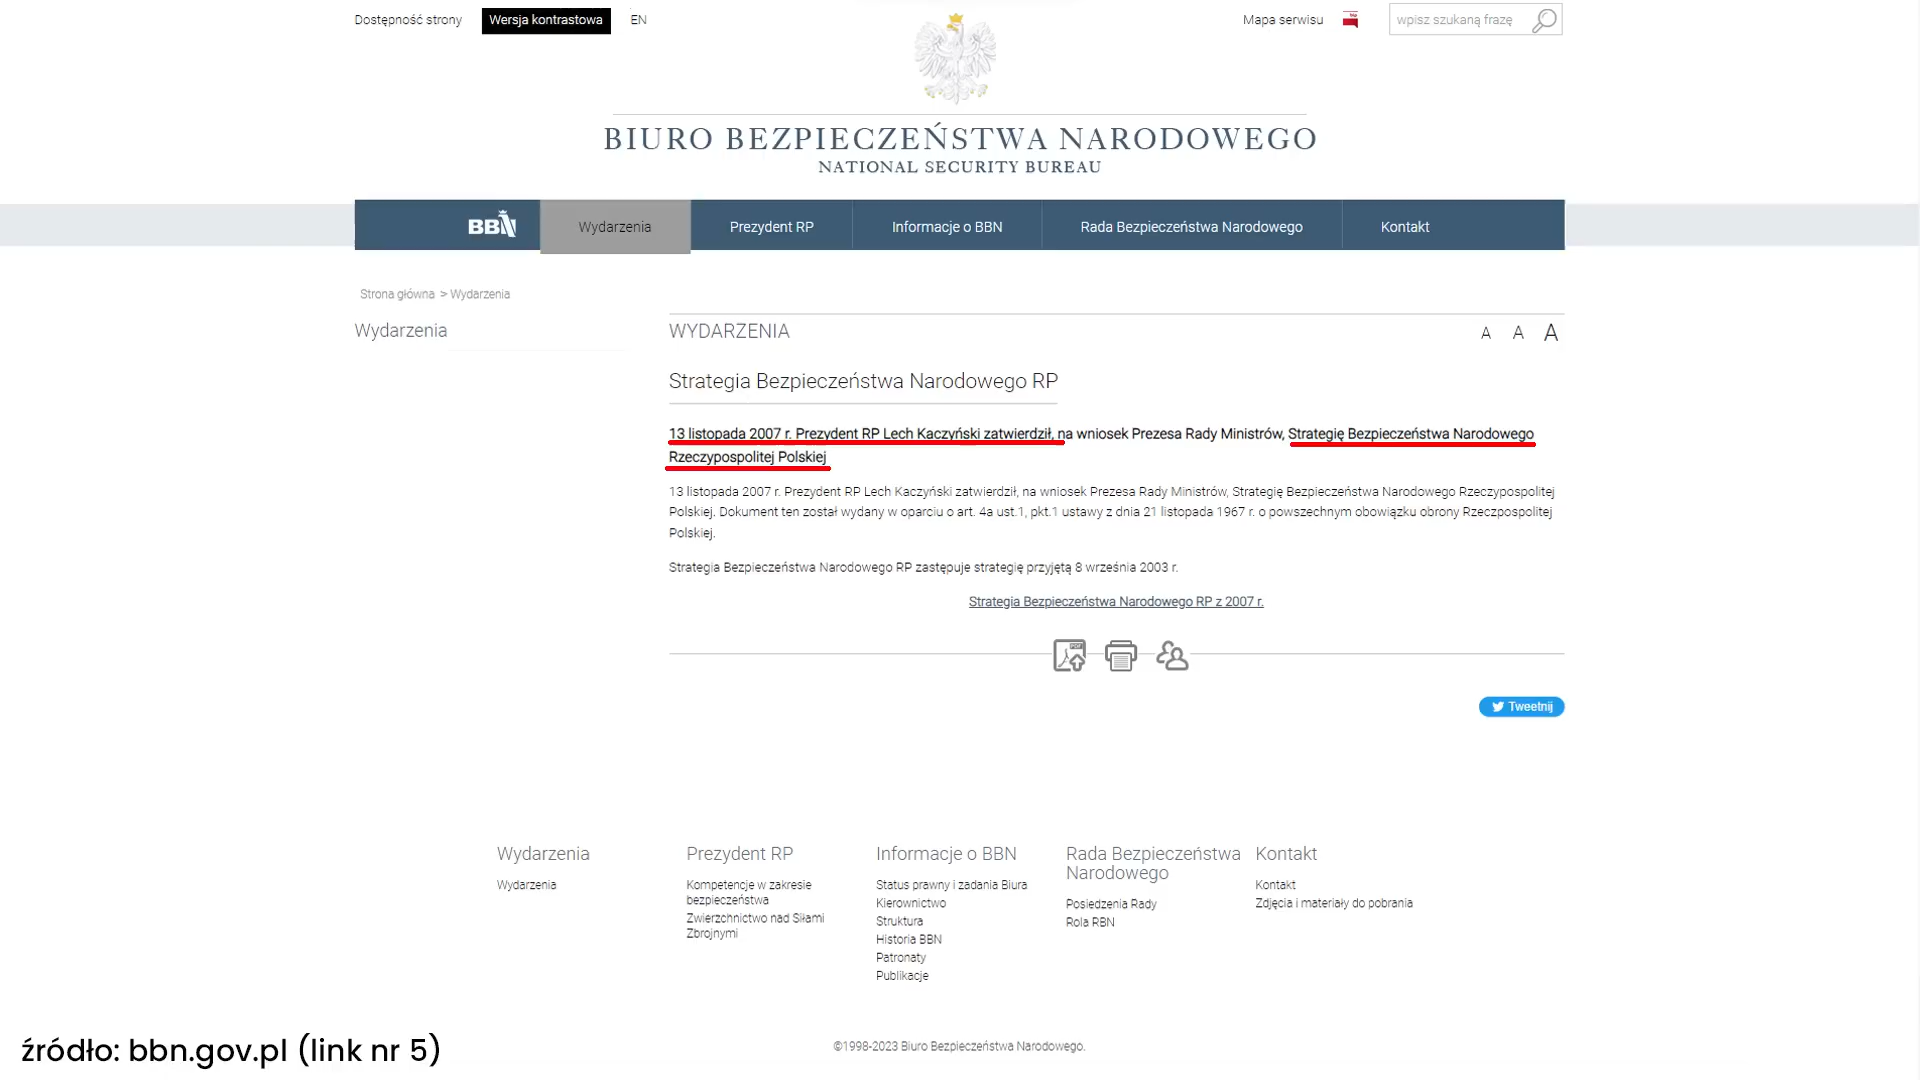 Dostępność strony
Wersja kontrastowa
EN
Mapa serwisu
bip
wpisz szukaną frazę
BIURO BEZPIECZEŃSTWA NARODOWEGO
NATIONAL SECURITY BUREAU
BBN
Wydarzenia
Prezydent RP
Informacje o BBN
Rada Bezpieczeństwa Narodowego
Kontakt
Strona główna > Wydarzenia
Wydarzenia
WYDARZENIA
A A A
Strategia Bezpieczeństwa Narodowego RP
13 listopada 2007 r. Prezydent RP Lech Kaczyński zatwierdził, na wniosek Prezesa Rady Ministrów, Strategię Bezpieczeństwa Narodowego
Rzeczypospolitej Polskiej
13 listopada 2007 r. Prezydent RP Lech Kaczyński zatwierdził, na wniosek Prezesa Rady Ministrów, Strategię Bezpieczeństwa Narodowego Rzeczypospolitej
Polskiej. Dokument ten został wydany w oparciu o art. 4a ust.1, pkt.1 ustawy z dnia 21 listopada 1967 r. o powszechnym obowiązku obrony Rzeczpospolitej
Polskiej.
Strategia Bezpieczeństwa Narodowego RP zastępuje strategię przyjętą 8 września 2003 r.
Strategia Bezpieczeństwa Narodowego RP z 2007 r.
PDF
Tweetnij
Wydarzenia
Wydarzenia
Prezydent RP
Kompetencje w zakresie
bezpieczeństwa
Zwierzchnictwo nad Siłami
Zbrojnymi
Informacje o BBN
Status prawny i zadania Biura
Kierownictwo
Struktura
Historia BBN
Patronaty
Publikacje
Rada Bezpieczeństwa
Narodowego
Posiedzenia Rady
Rola RBN
Kontakt
Kontakt
Zdjęcia i materiały do pobrania
źródło: bbn.gov.pl (link nr 5)
©1998-2023 Biuro Bezpieczeństwa Narodowego.